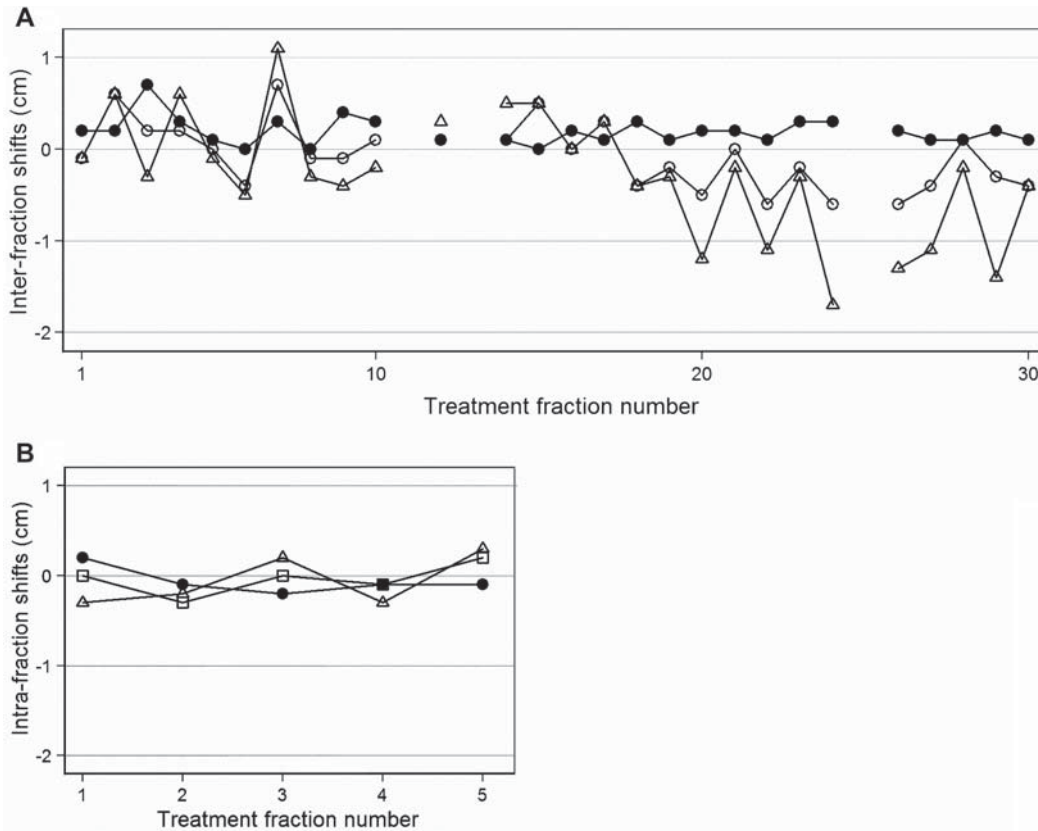 A
Inter-fraction shifts (cm)
1
0
-1
-2
1 10 20 30
Treatment fraction number
B
Intra-fraction shifts (cm)
1
0
-1
-2
1 2 3 4 5
Treatment fraction number